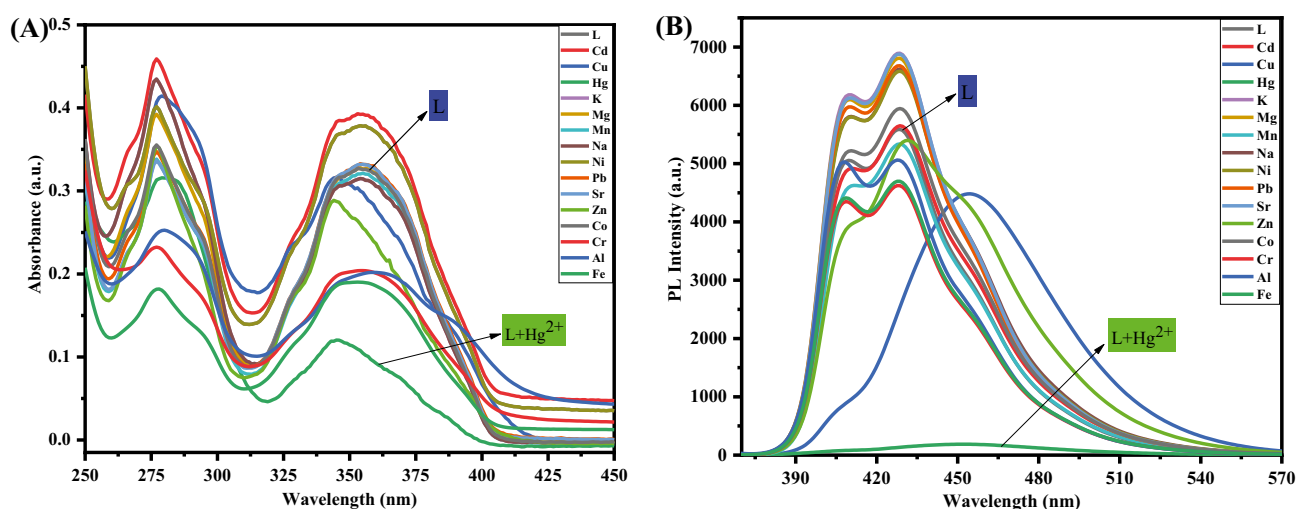 (A)
Absorbance (a.u.)
0.5
0.4
0.3
0.2
0.1
0.0
250
275
300
325
350
375
400
425
450
Wavelength (nm)
L
L+Hg2+
L
Cd
Cu
Hg
K
Mg
Mn
Na
Ni
Pb
Sr
Zn
Co
Cr
Al
Fe
(B)
PL Intensity (a.u.)
7000
6000
5000
4000
3000
2000
1000
0
390
420
450
480
510
540
570
Wavelength (nm)
L
L+Hg2+
L
Cd
Cu
Hg
K
Mg
Mn
Na
Ni
Pb
Sr
Zn
Co
Cr
Al
Fe